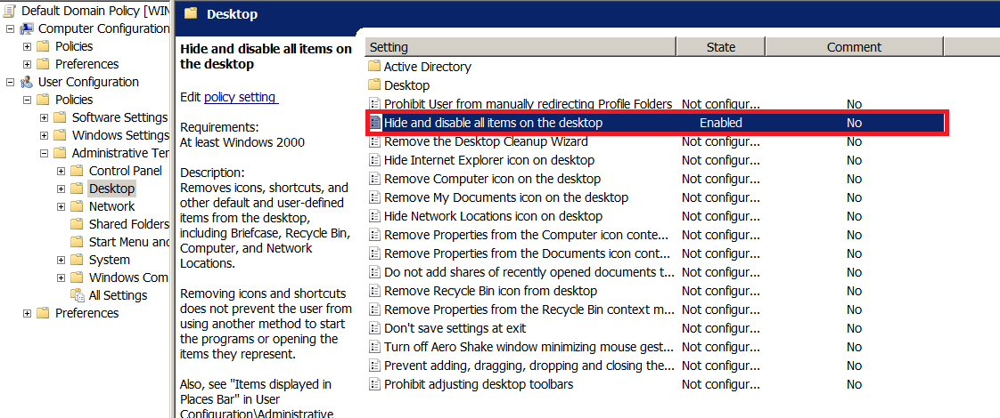 Default Domain Policy [WIN
Computer Configuration
Policies
Preferences
User Configuration
Policies
Software Settings
Windows Settings
Administrative Ter
Control Panel
Desktop
Network
Shared Folders
Start Menu and
System
Windows Com
All Settings
Preferences
Desktop
Hide and disable all items on
the desktop
Edit policy setting
Requirements:
At least Windows 2000
Description:
Removes icons, shortcuts, and
other default and user-defined
items from the desktop,
including Briefcase, Recycle Bin,
Computer, and Network
Locations.
Removing icons and shortcuts
does not prevent the user from
using another method to start
the programs or opening the
items they represent.
Also, see "Items displayed in
Places Bar" in User
Configuration\Administrative
Setting State Comment
Active Directory
Desktop
Prohibit User from manually redirecting Profile Folders Not configur... No
Hide and disable all items on the desktop Enabled No
Remove the Desktop Cleanup Wizard Not configur... No
Hide Internet Explorer icon on desktop Not configur... No
Remove Computer icon on the desktop Not configur... No
Remove My Documents icon on the desktop Not configur... No
Hide Network Locations icon on desktop Not configur... No
Remove Properties from the Computer icon conte... Not configur... No
Remove Properties from the Documents icon cont... Not configur... No
Do not add shares of recently opened documents t... Not configur... No
Remove Recycle Bin icon from desktop Not configur... No
Remove Properties from the Recycle Bin context m... Not configur... No
Don't save settings at exit Not configur... No
Turn off Aero Shake window minimizing mouse gest... Not configur... No
Prevent adding, dragging, dropping and closing the... Not configur... No
Prohibit adjusting desktop toolbars Not configur... No